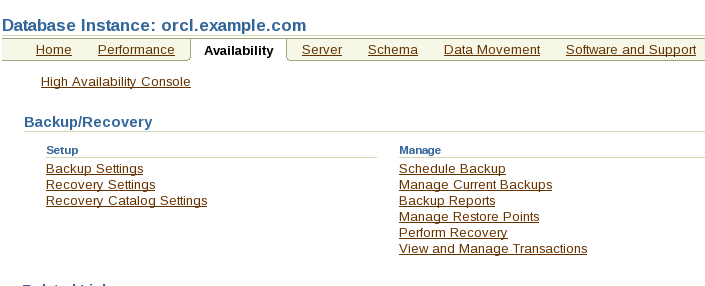 Database Instance: orcl.example.com
Home Performance Availability Server Schema Data Movement Software and Support
High Availability Console
Backup/Recovery
Setup
Backup Settings
Recovery Settings
Recovery Catalog Settings
Manage
Schedule Backup
Manage Current Backups
Backup Reports
Manage Restore Points
Perform Recovery
View and Manage Transactions